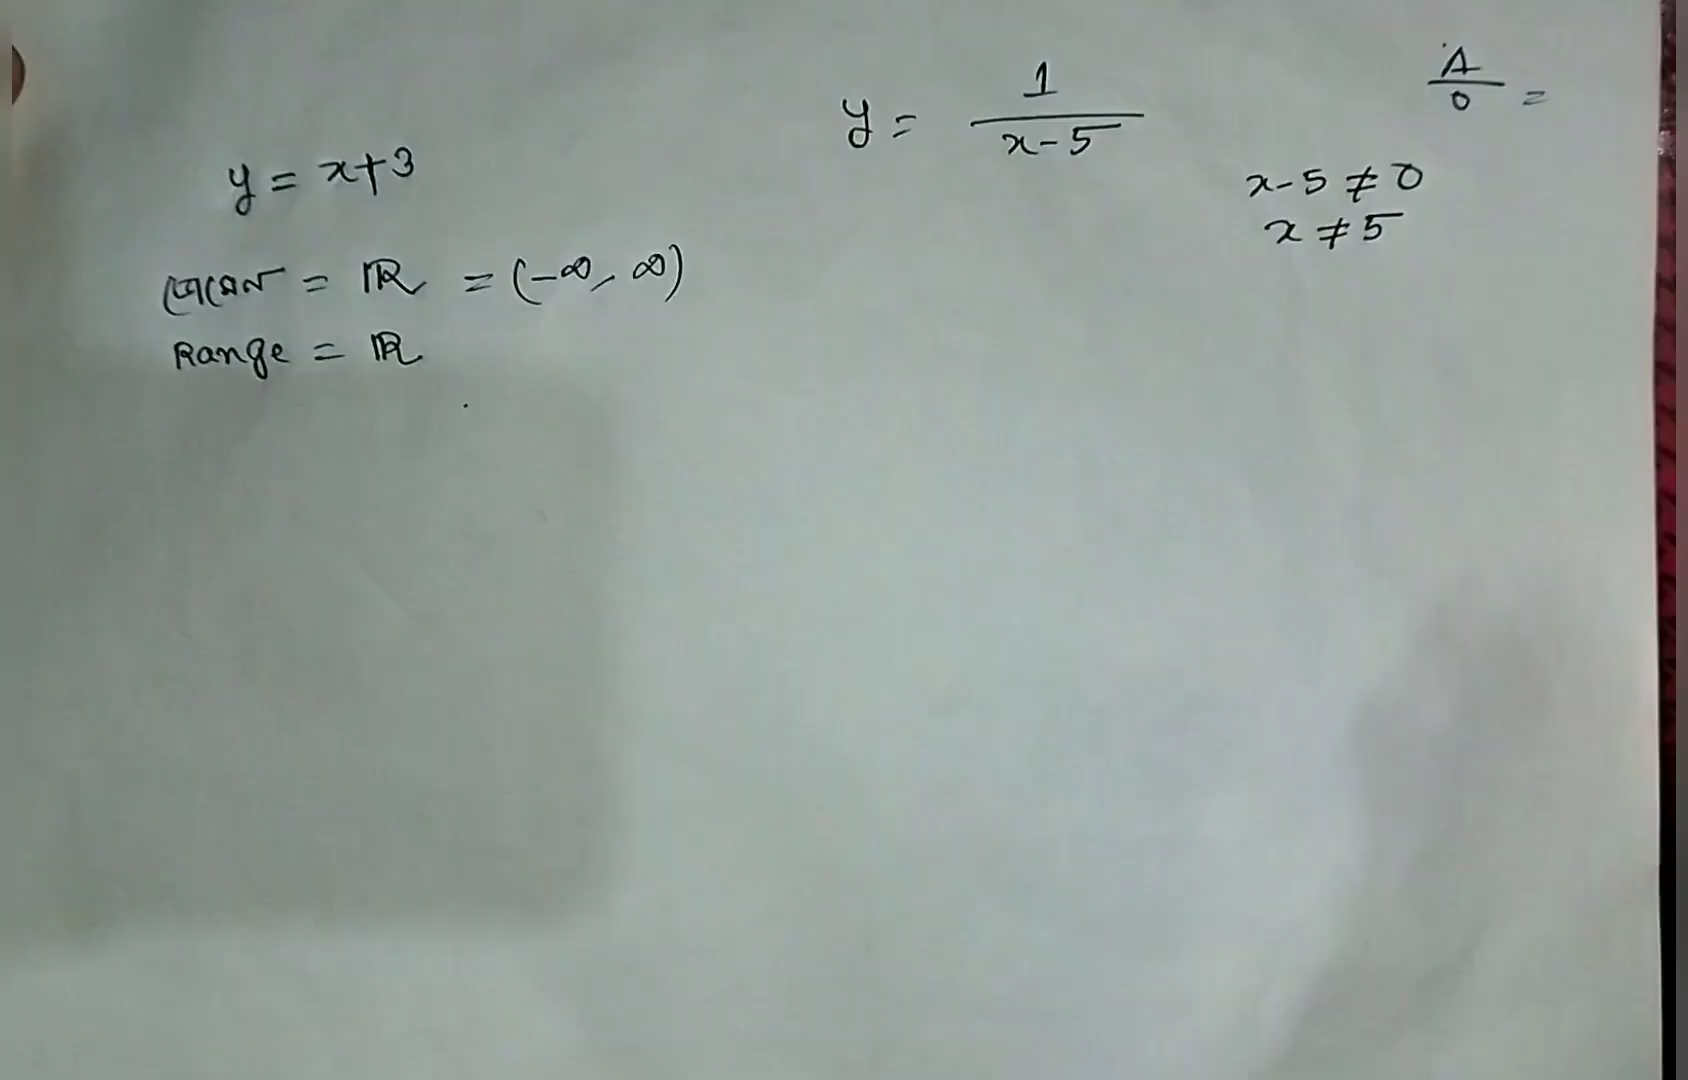 y = x+3
ডোমেন = ℝ = (-∞, ∞)
Range = ℝ
y = 1/(x-5)
A/0 =
x-5 ≠ 0
x ≠ 5